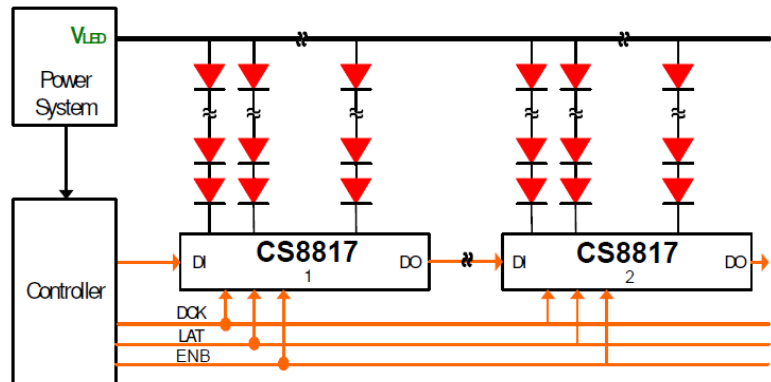 VLED
Power
System
Controller
DI
CS8817
1
DO
DI
CS8817
2
DO
DCK
LAT
ENB